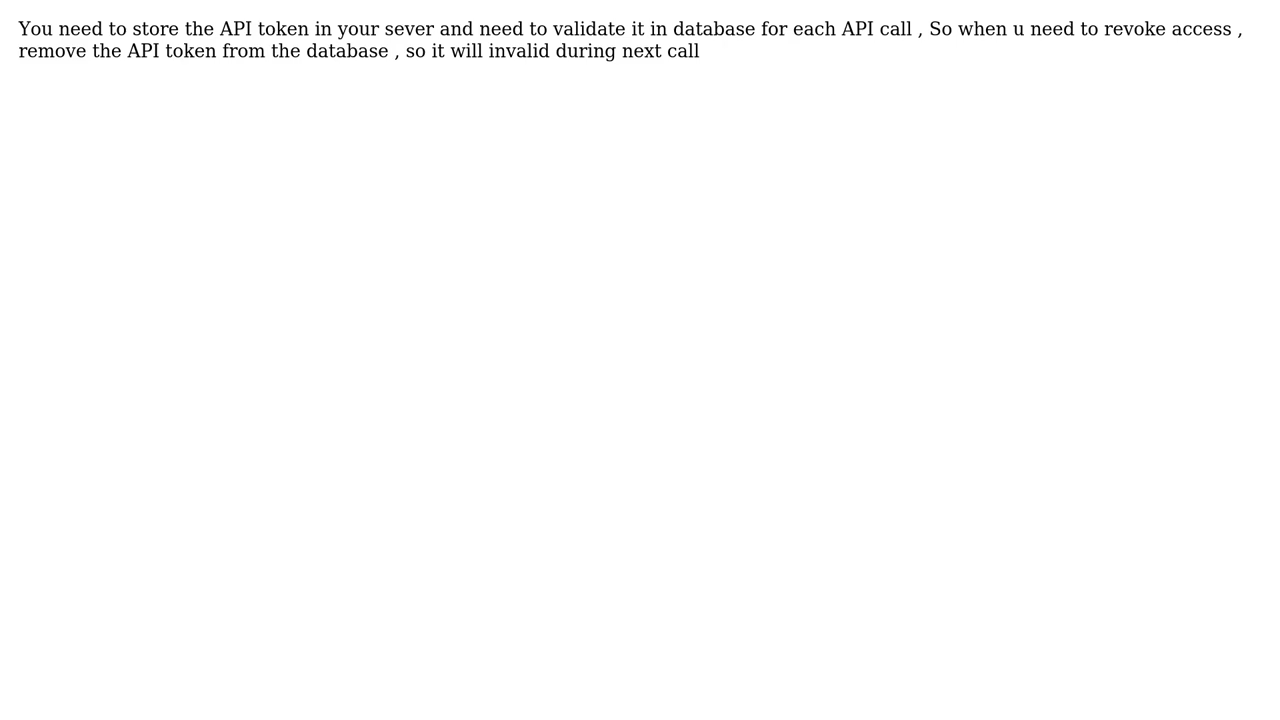 You need to store the API token in your sever and need to validate it in database for each API call , So when u need to revoke access ,
remove the API token from the database , so it will invalid during next call